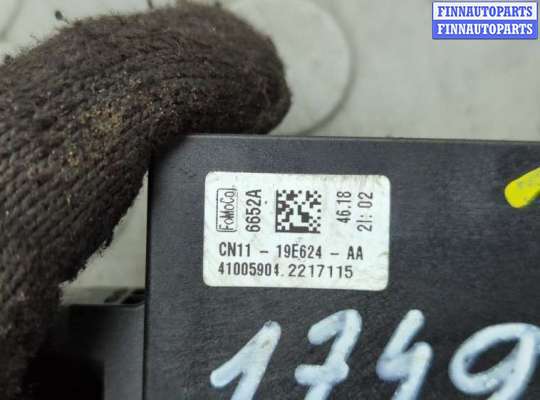 FINNAUTOPARTS
FINNAUTOPARTS
FoMoCo
6652A
46.18
21:02
CN11 - 19E624 - AA
41005904.2217115
1749